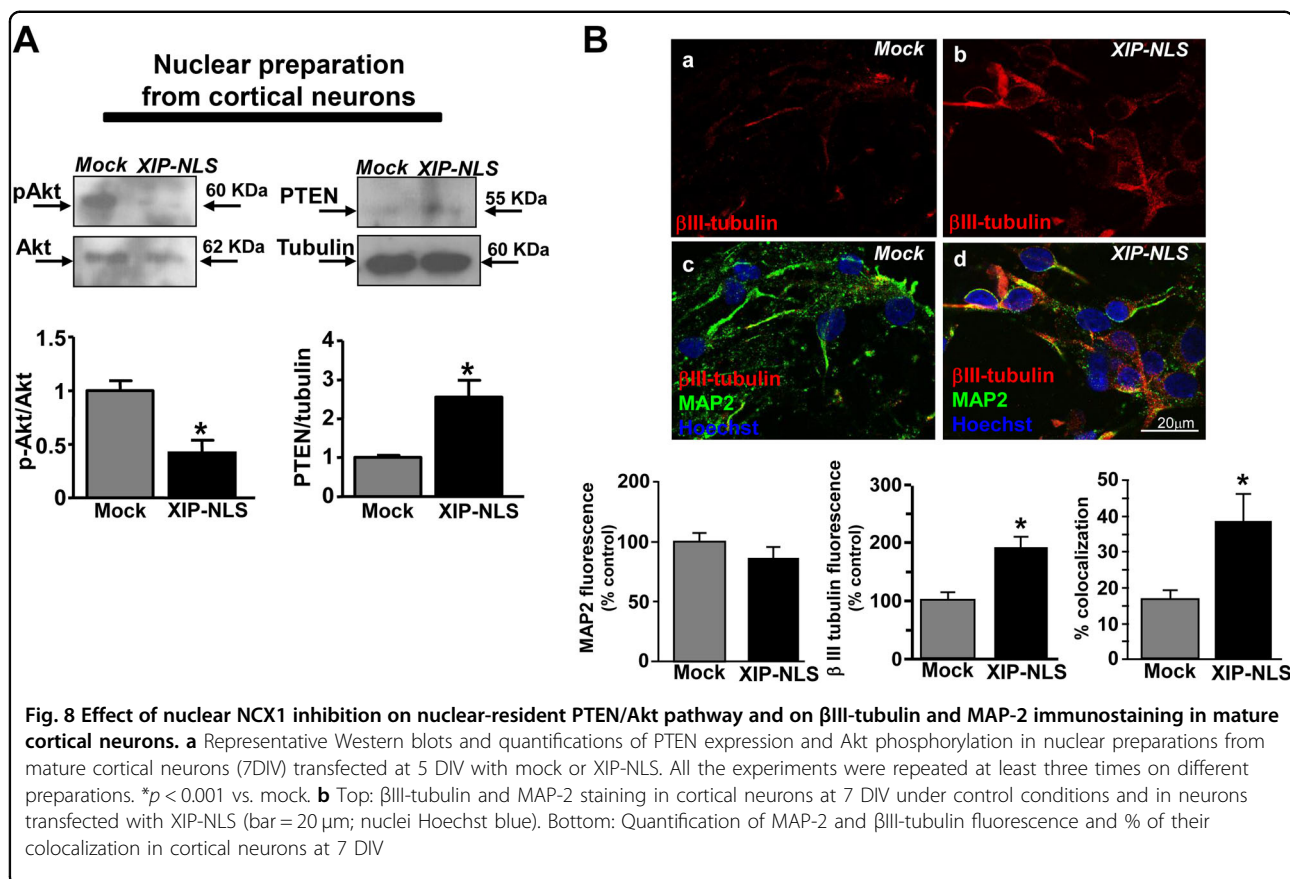 A
Nuclear preparation
from cortical neurons
Mock XIP-NLS
pAkt
60 KDa
Akt
62 KDa
Mock XIP-NLS
PTEN
55 KDa
Tubulin
60 KDa
p-Akt/Akt
1.5
1
0.5
0
*
Mock XIP-NLS
PTEN/tubulin
4
3
2
1
0
*
Mock XIP-NLS
B
a
Mock
βIII-tubulin
b
XIP-NLS
βIII-tubulin
c
Mock
βIII-tubulin
MAP2
Hoechst
d
XIP-NLS
βIII-tubulin
MAP2
Hoechst
20µm
MAP2 fluorescence
(% control)
200
100
50
0
Mock XIP-NLS
β III tubulin fluorescence
(% control)
300
200
100
0
*
Mock XIP-NLS
% colocalization
50
40
30
20
10
0
*
Mock XIP-NLS
Fig. 8 Effect of nuclear NCX1 inhibition on nuclear-resident PTEN/Akt pathway and on βIII-tubulin and MAP-2 immunostaining in mature
cortical neurons. a Representative Western blots and quantifications of PTEN expression and Akt phosphorylation in nuclear preparations from
mature cortical neurons (7DIV) transfected at 5 DIV with mock or XIP-NLS. All the experiments were repeated at least three times on different
preparations. *p < 0.001 vs. mock. b Top: βIII-tubulin and MAP-2 staining in cortical neurons at 7 DIV under control conditions and in neurons
transfected with XIP-NLS (bar = 20 µm; nuclei Hoechst blue). Bottom: Quantification of MAP-2 and βIII-tubulin fluorescence and % of their
colocalization in cortical neurons at 7 DIV